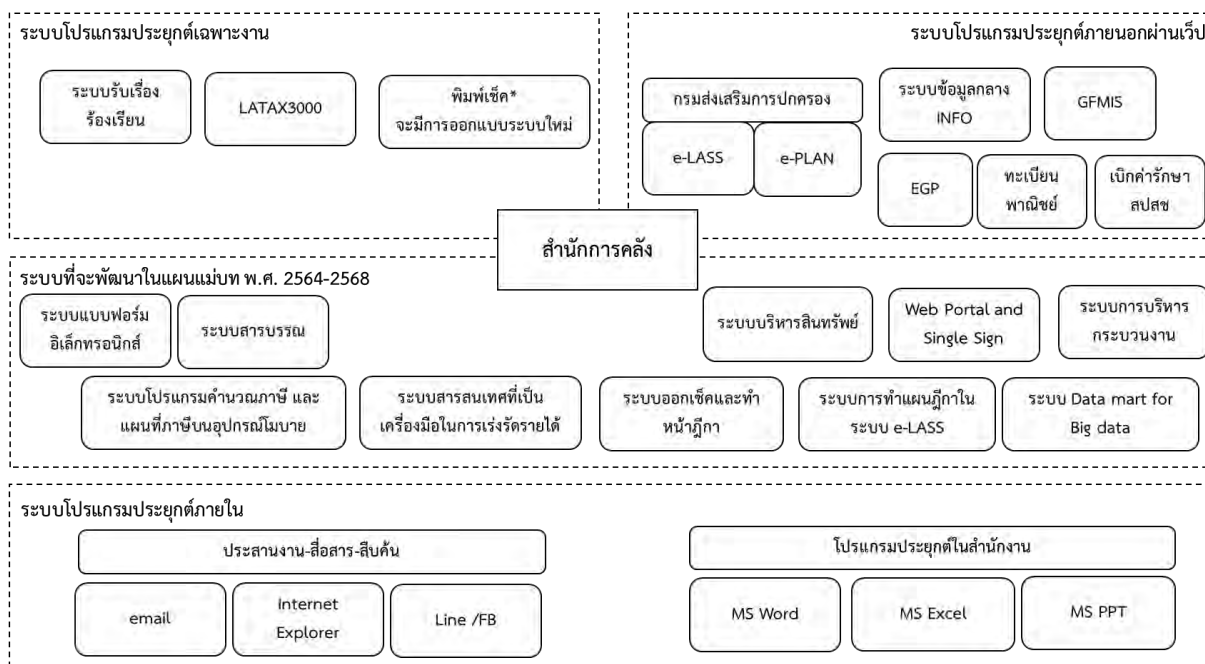 ระบบโปรแกรมประยุกต์เฉพาะงาน
ระบบรับเรื่อง
ร้องเรียน
LATAX3000
พิมพ์เช็ค*
จะมีการออกแบบระบบใหม่
ระบบโปรแกรมประยุกต์ภายนอกผ่านเว็ป
กรมส่งเสริมการปกครอง
e-LASS
e-PLAN
ระบบข้อมูลกลาง
INFO
GFMIS
EGP
ทะเบียน
พาณิชย์
เบิกค่ารักษา
สปสช
สำนักการคลัง
ระบบที่จะพัฒนาในแผนแม่บท พ.ศ. 2564-2568
ระบบแบบฟอร์ม
อิเล็กทรอนิกส์
ระบบสารบรรณ
ระบบบริหารสินทรัพย์
Web Portal and
Single Sign
ระบบการบริหาร
กระบวนงาน
ระบบโปรแกรมคำนวณภาษี และ
แผนที่ภาษีบนอุปกรณ์โมบาย
ระบบสารสนเทศที่เป็น
เครื่องมือในการเร่งรัดรายได้
ระบบออกเช็คและทำ
หน้าฎีกา
ระบบการทำแผนฎีกาใน
ระบบ e-LASS
ระบบ Data mart for
Big data
ระบบโปรแกรมประยุกต์ภายใน
ประสานงาน-สื่อสาร-สืบค้น
email
Internet
Explorer
Line /FB
โปรแกรมประยุกต์ในสำนักงาน
MS Word
MS Excel
MS PPT